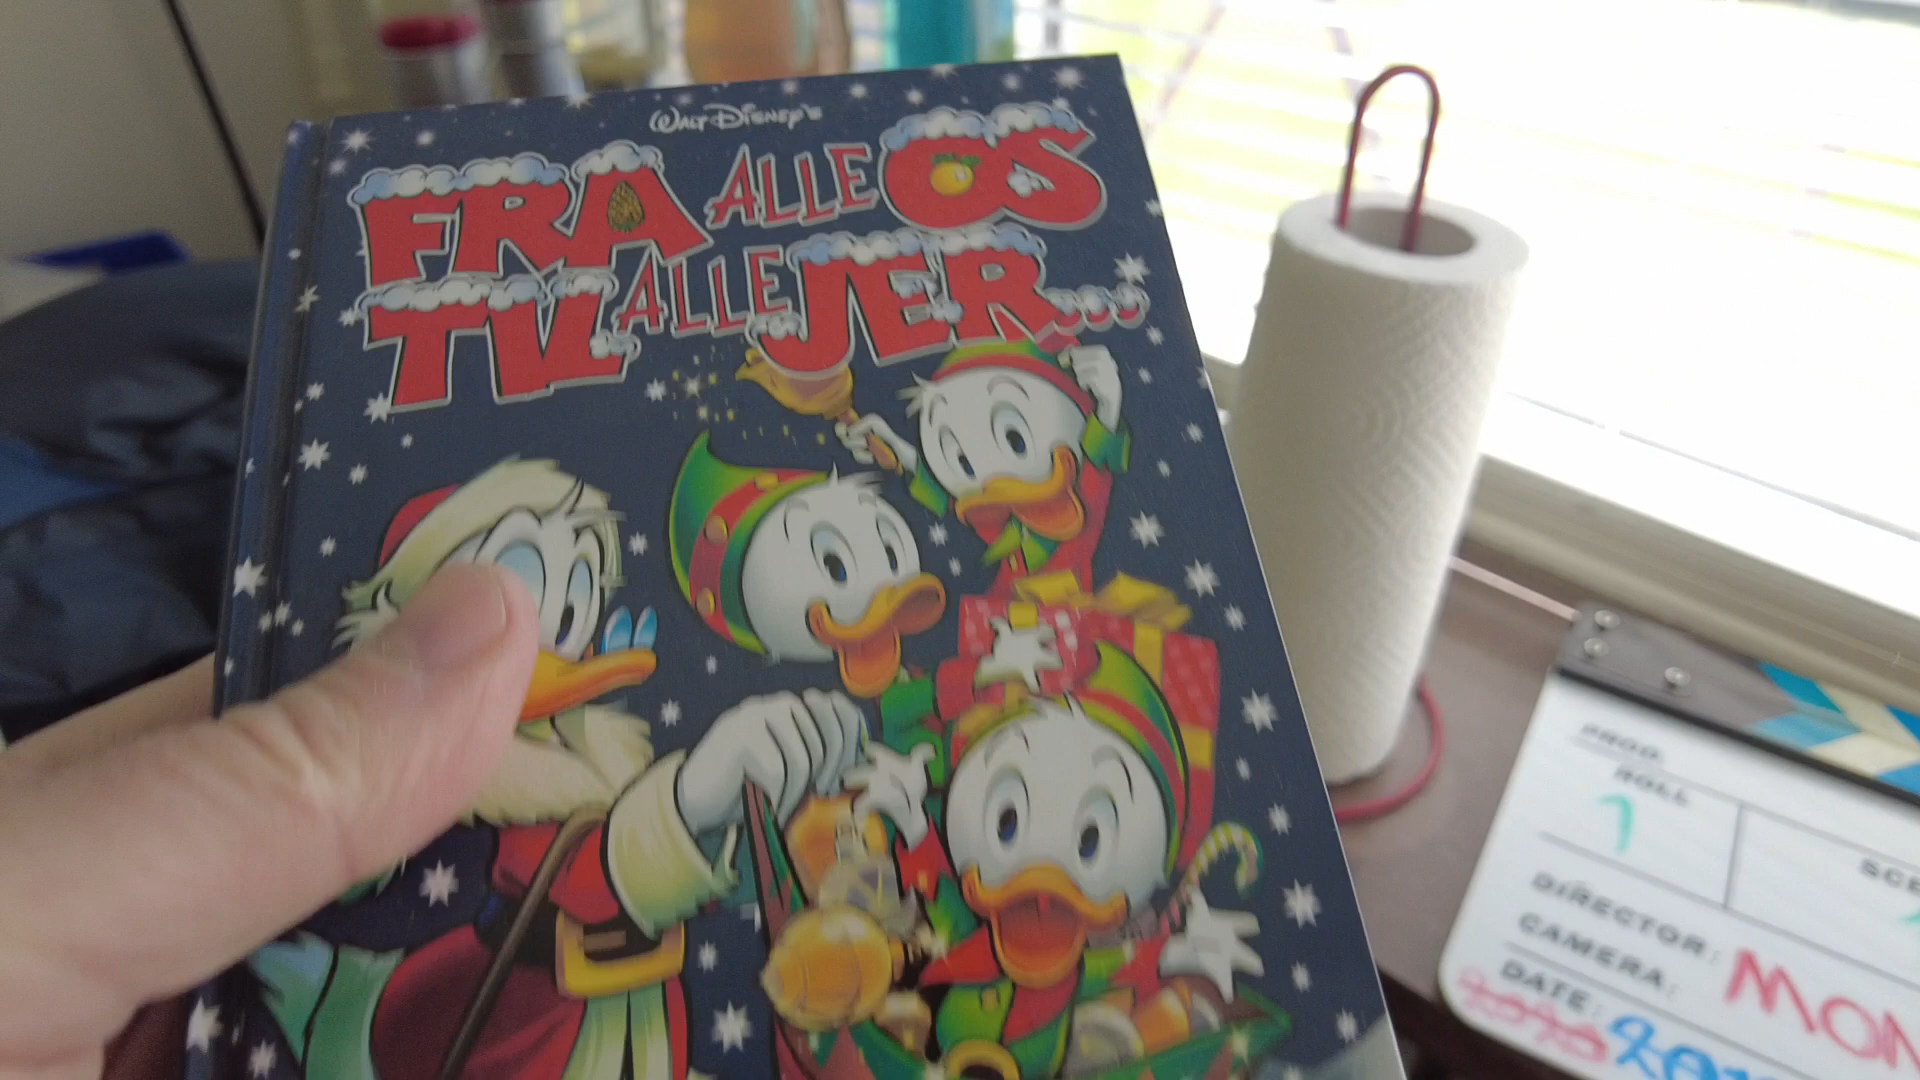 WALT DISNEY'S
FRA ALLE OS
TIL ALLE JER...
PROD.
ROLL
1
DIRECTOR:
CAMERA:
DATE: